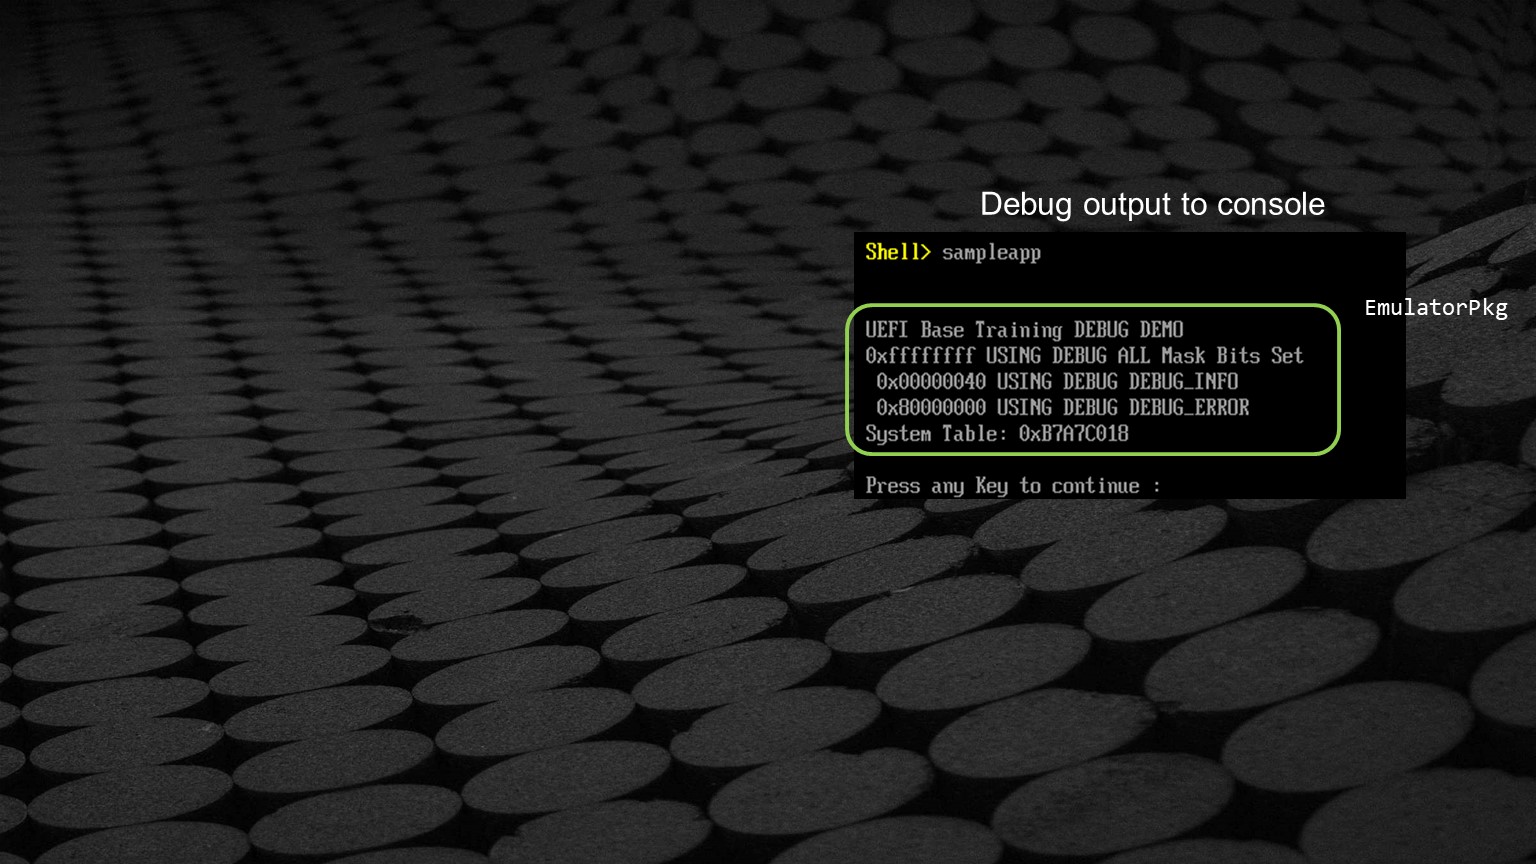 Debug output to console
Shell> sampleapp
EmulatorPkg
UEFI Base Training DEBUG DEMO
0xffffffff USING DEBUG ALL Mask Bits Set
0x00000040 USING DEBUG DEBUG_INFO
0x80000000 USING DEBUG DEBUG_ERROR
System Table: 0xB7A7C018
Press any Key to continue :